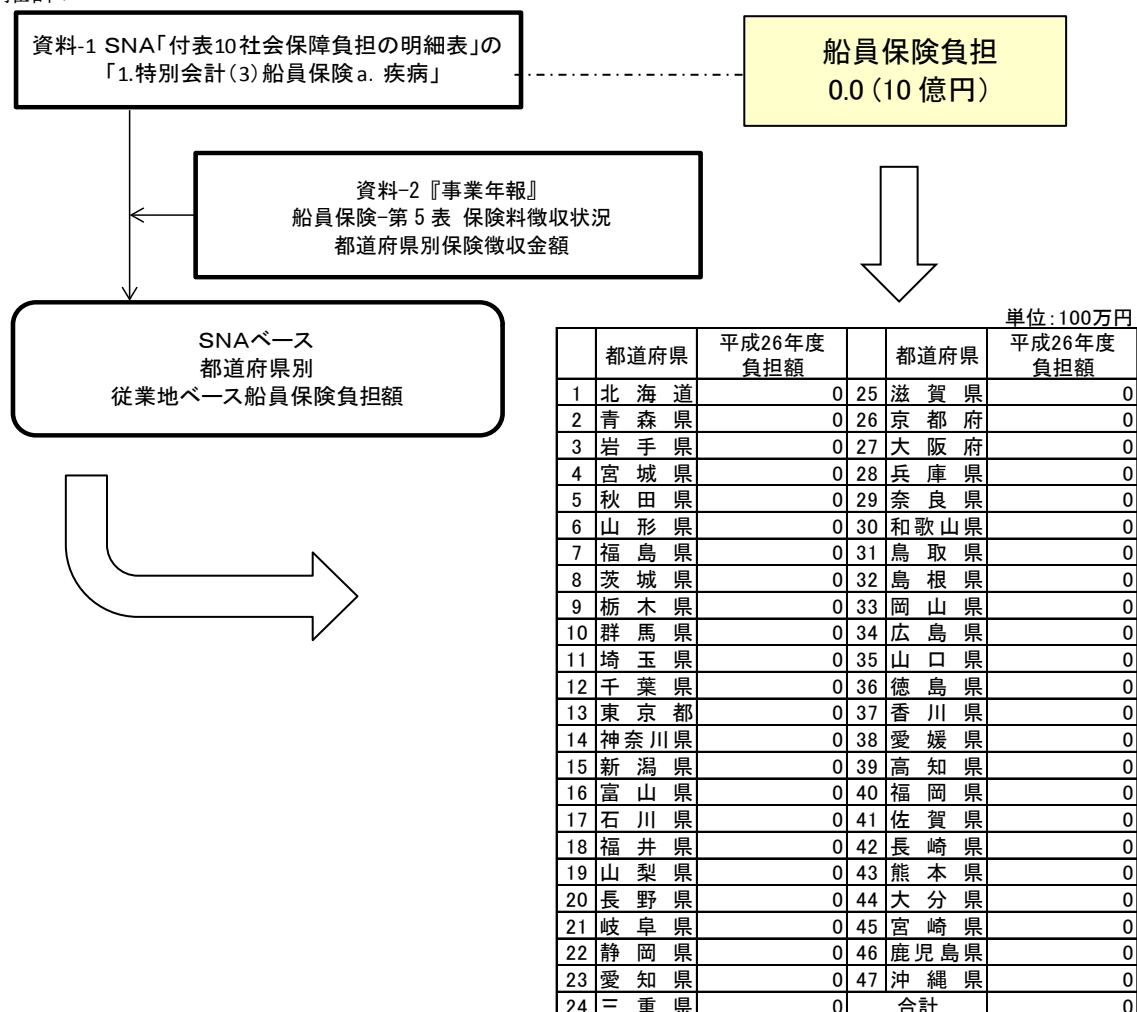 資料-1 SNA「付表10社会保障負担の明細表」の
「1.特別会計(3)船員保険a. 疾病」
船員保険負担
0.0(10 億円)
資料-2『事業年報』
船員保険-第 5 表 保険料徴収状況
都道府県別保険徴収金額
SNAベース
都道府県別
従業地ベース船員保険負担額
単位:100万円
都道府県 平成26年度 負担額 都道府県 平成26年度 負担額
1 北海道 0 25 滋賀県 0
2 青森県 0 26 京都府 0
3 岩手県 0 27 大阪府 0
4 宮城県 0 28 兵庫県 0
5 秋田県 0 29 奈良県 0
6 山形県 0 30 和歌山県 0
7 福島県 0 31 鳥取県 0
8 茨城県 0 32 島根県 0
9 栃木県 0 33 岡山県 0
10 群馬県 0 34 広島県 0
11 埼玉県 0 35 山口県 0
12 千葉県 0 36 徳島県 0
13 東京都 0 37 香川県 0
14 神奈川県 0 38 愛媛県 0
15 新潟県 0 39 高知県 0
16 富山県 0 40 福岡県 0
17 石川県 0 41 佐賀県 0
18 福井県 0 42 長崎県 0
19 山梨県 0 43 熊本県 0
20 長野県 0 44 大分県 0
21 岐阜県 0 45 宮崎県 0
22 静岡県 0 46 鹿児島県 0
23 愛知県 0 47 沖縄県 0
24 三重県 0 合計 0